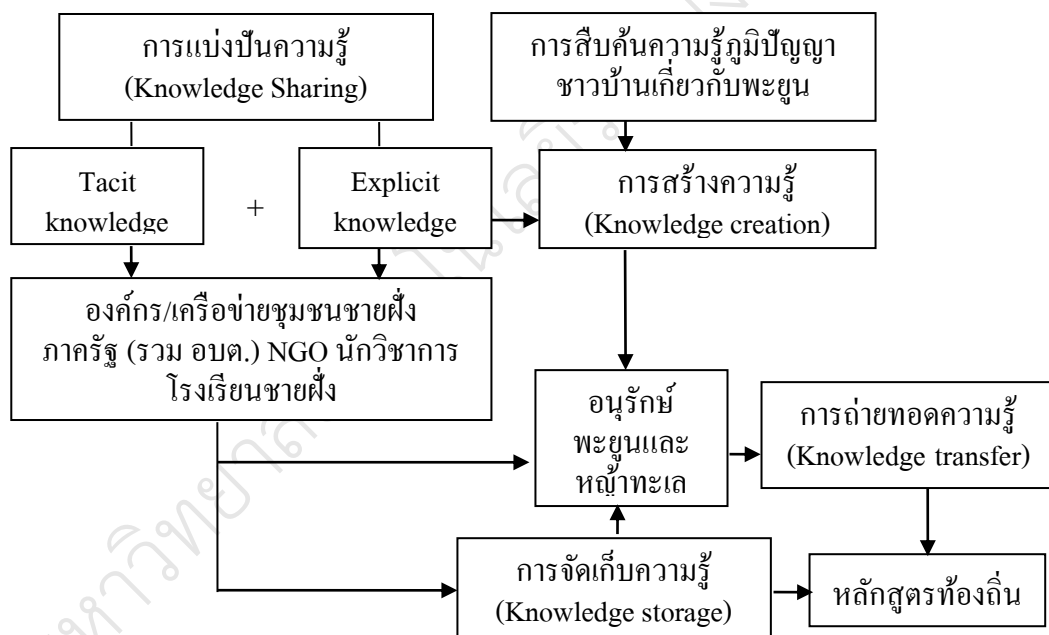 การแบ่งปันความรู้
(Knowledge Sharing)
การสืบค้นความรู้ภูมิปัญญา
ชาวบ้านเกี่ยวกับพะยูน
Tacit
knowledge
+
Explicit
knowledge
การสร้างความรู้
(Knowledge creation)
องค์กร/เครือข่ายชุมชนชายฝั่ง
ภาครัฐ (รวม อบต.) NGO นักวิชาการ
โรงเรียนชายฝั่ง
อนุรักษ์
พะยูนและ
หญ้าทะเล
การถ่ายทอดความรู้
(Knowledge transfer)
การจัดเก็บความรู้
(Knowledge storage)
หลักสูตรท้องถิ่น